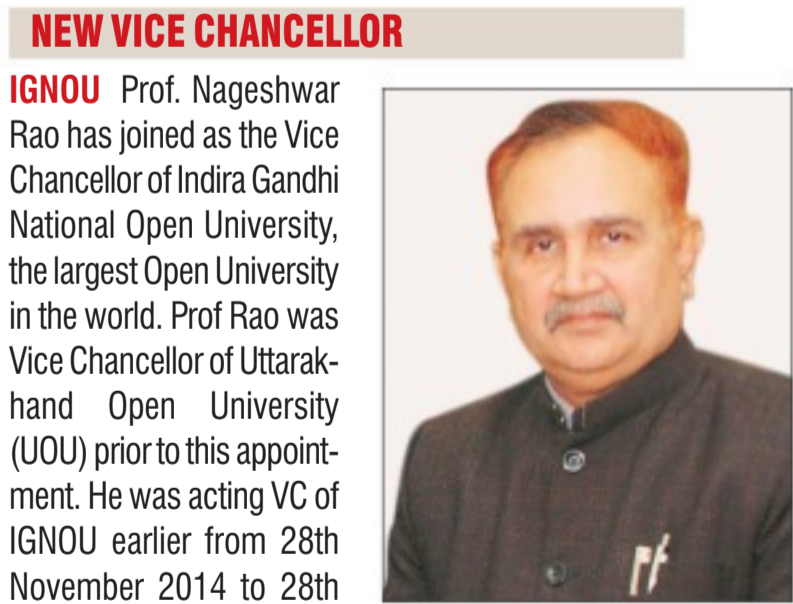 NEW VICE CHANCELLOR
IGNOU Prof. Nageshwar
Rao has joined as the Vice
Chancellor of Indira Gandhi
National Open University,
the largest Open University
in the world. Prof Rao was
Vice Chancellor of Uttarak-
hand Open University
(UOU) prior to this appoint-
ment. He was acting VC of
IGNOU earlier from 28th
November 2014 to 28th